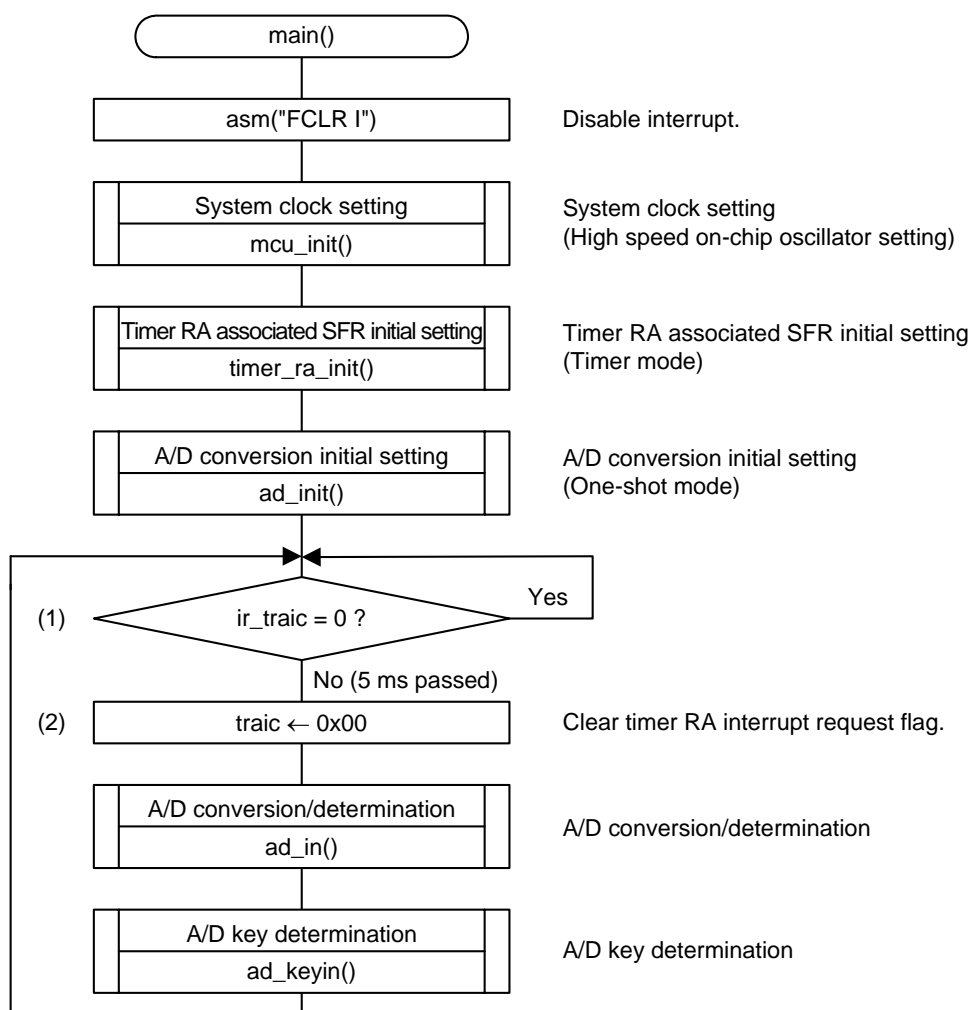 main()
asm("FCLR I")
Disable interrupt.
System clock setting
mcu_init()
System clock setting
(High speed on-chip oscillator setting)
Timer RA associated SFR initial setting
timer_ra_init()
Timer RA associated SFR initial setting
(Timer mode)
A/D conversion initial setting
ad_init()
A/D conversion initial setting
(One-shot mode)
(1)
ir_traic = 0 ?
Yes
No (5 ms passed)
(2)
traic ← 0x00
Clear timer RA interrupt request flag.
A/D conversion/determination
ad_in()
A/D conversion/determination
A/D key determination
ad_keyin()
A/D key determination